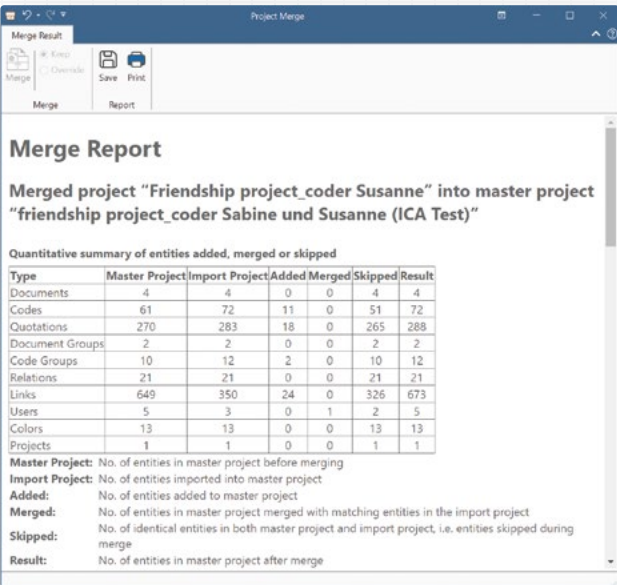 Project Merge
Merge Result
Merge
Keep
Override
Save Print
Merge Report
Merge Report
Merged project “Friendship project_coder Susanne” into master project
“friendship project_coder Sabine und Susanne (ICA Test)”
Quantitative summary of entities added, merged or skipped
Type Master Project Import Project Added Merged Skipped Result
Documents 4 4 0 0 4 4
Codes 61 72 11 0 51 72
Quotations 270 283 18 0 265 288
Document Groups 2 2 0 0 2 2
Code Groups 10 12 2 0 10 12
Relations 21 21 0 0 21 21
Links 649 350 24 0 326 673
Users 5 3 0 1 2 5
Colors 13 13 0 0 13 13
Projects 1 1 0 0 1 1
Master Project: No. of entities in master project before merging
Import Project: No. of entities imported into master project
Added: No. of entities added to master project
Merged: No. of entities in master project merged with matching entities in the import project
Skipped: No. of identical entities in both master project and import project, i.e. entities skipped during
merge
Result: No. of entities in master project after merge